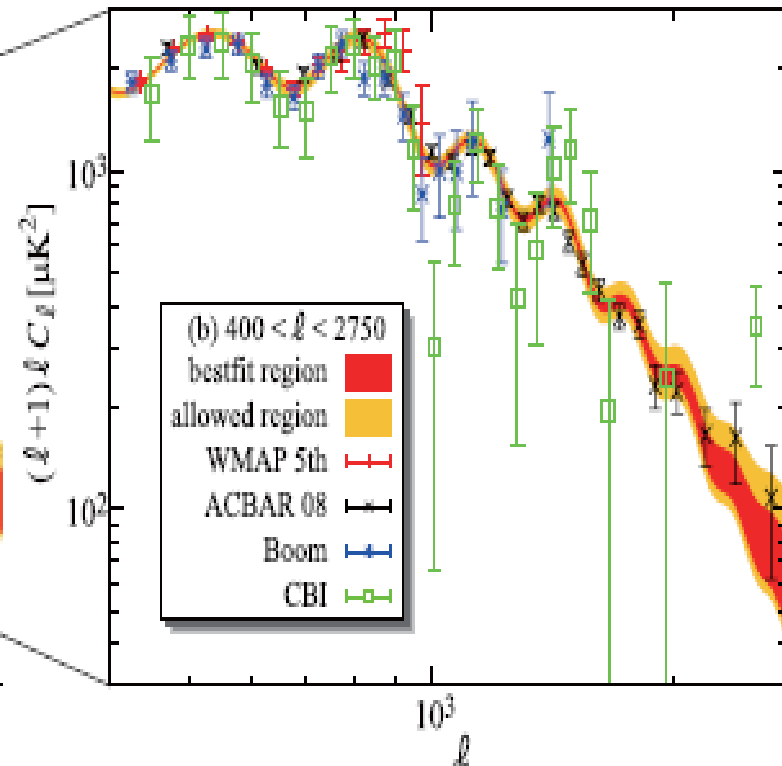 10³
10²
(ℓ+1) ℓ C_ℓ [μK²]
(b) 400 < ℓ < 2750
bestfit region
allowed region
WMAP 5th
ACBAR 08
Boom
CBI
10³
ℓ